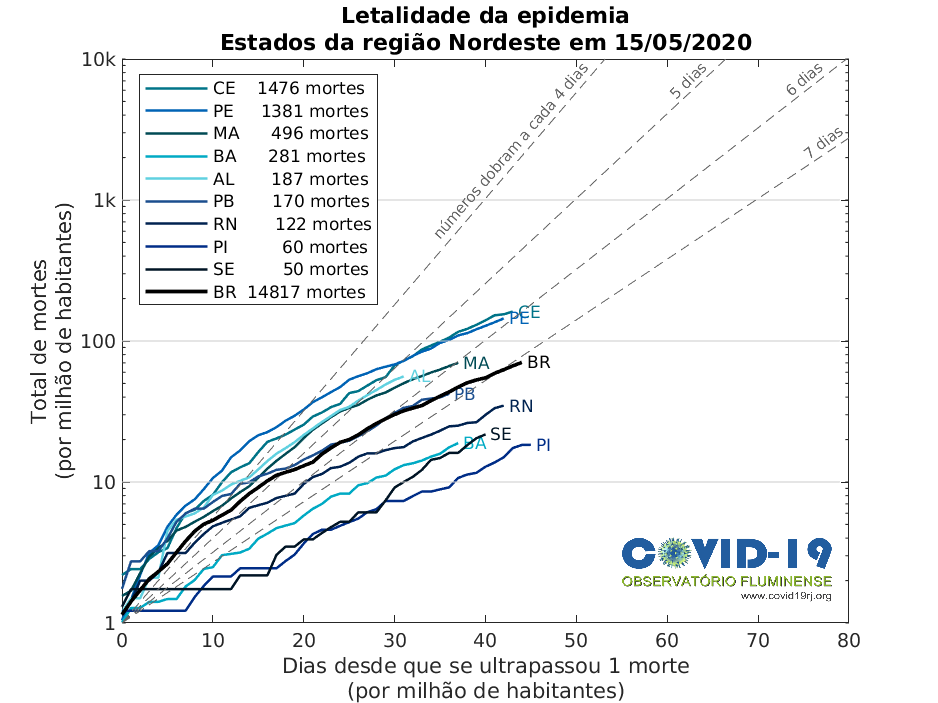 Letalidade da epidemia
Estados da região Nordeste em 15/05/2020
10k
1k
100
10
1
Total de mortes
(por milhão de habitantes)
CE 1476 mortes
PE 1381 mortes
MA 496 mortes
BA 281 mortes
AL 187 mortes
PB 170 mortes
RN 122 mortes
PI 60 mortes
SE 50 mortes
BR 14817 mortes
números dobram a cada 4 dias
5 dias
6 dias
7 dias
CE
PE
MA
BR
AL
PB
RN
SE
BA
PI
COVID-19
OBSERVATÓRIO FLUMINENSE
www.covid19rj.org
0 10 20 30 40 50 60 70 80
Dias desde que se ultrapassou 1 morte
(por milhão de habitantes)